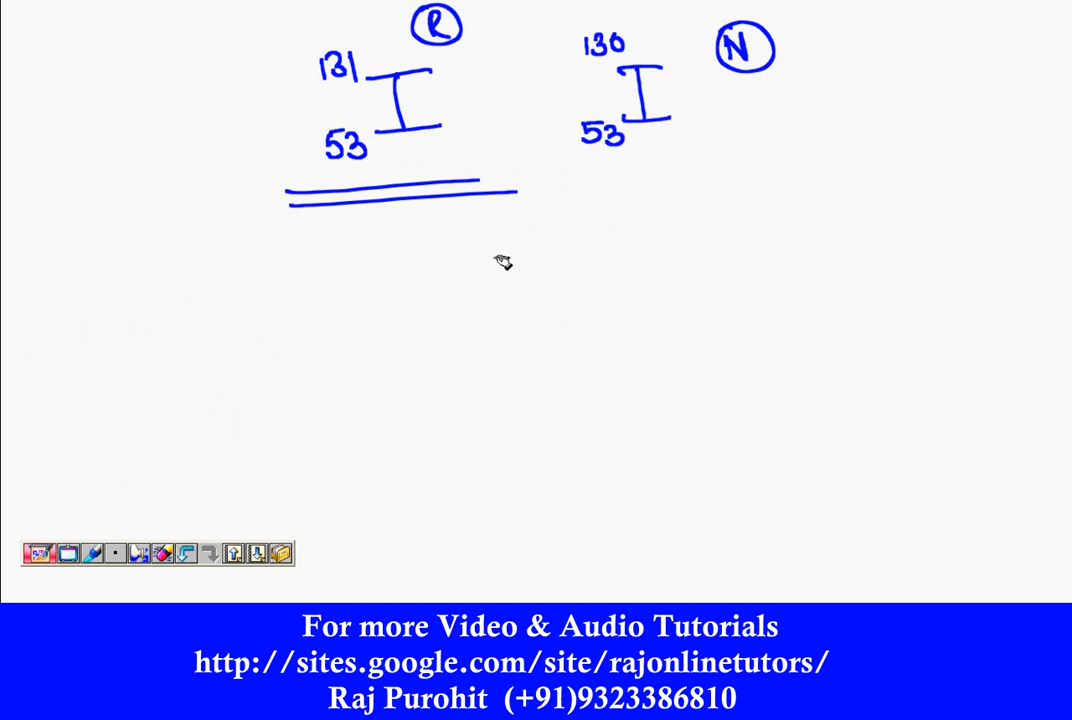 R
N
131
130
53
53
For more Video & Audio Tutorials
http://sites.google.com/site/rajonlinetutors/
Raj Purohit (+91)9323386810